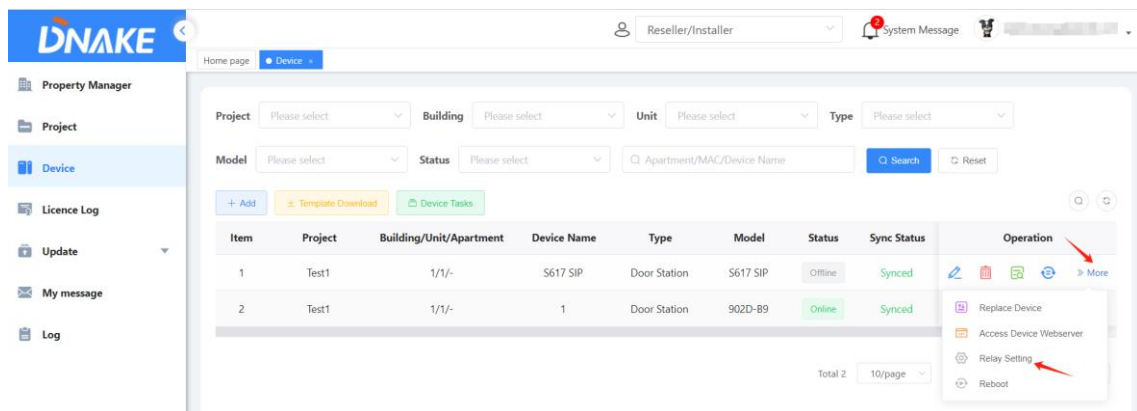 DNAKE
Reseller/Installer
2
System Message
Home page
Device ×
Property Manager
Project
Device
Licence Log
Update
My message
Log
Project Please select Building Please select Unit Please select Type Please select
Model Please select Status Please select Apartment/MAC/Device Name Search Reset
+ Add Template Download Device Tasks
Item Project Building/Unit/Apartment Device Name Type Model Status Sync Status Operation
1 Test1 1/1/- S617 SIP Door Station S617 SIP Offline Synced » More
2 Test1 1/1/- 1 Door Station 902D-B9 Online Synced
Replace Device
Access Device Webserver
Relay Setting
Reboot
Total 2 10/page